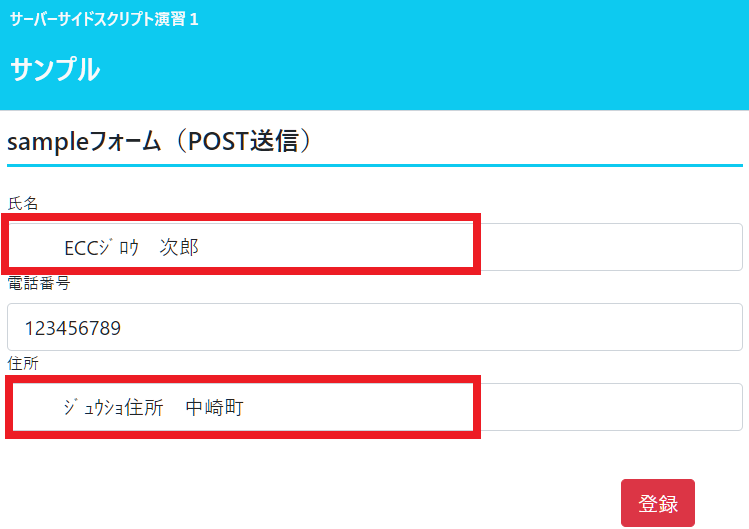 サーバーサイドスクリプト演習１
サンプル
sampleフォーム（POST送信）
氏名
ECCｼﾞﾛｳ　次郎
電話番号
123456789
住所
ｼﾞｭｳｼｮ住所　中崎町
登録